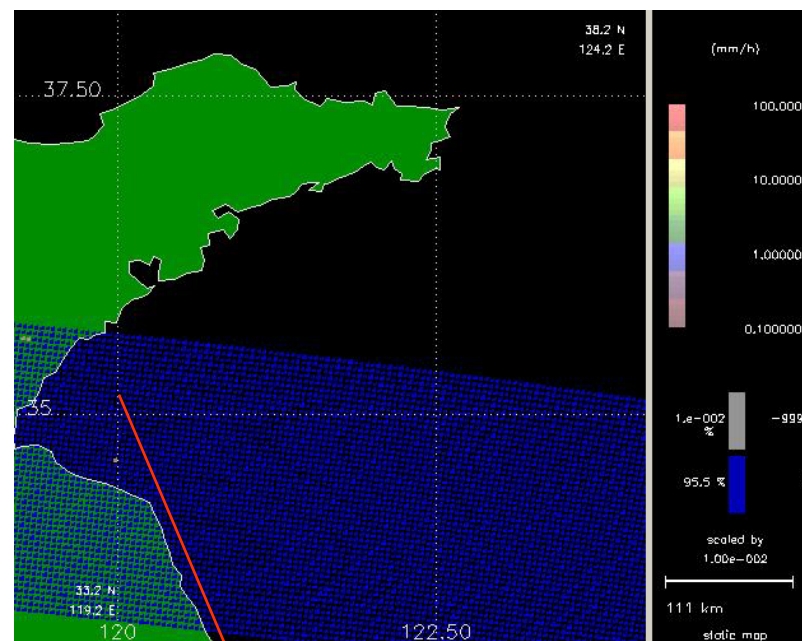 38.2 N
124.2 E
37.50
35
33.2 N
119.2 E
120
122.50
(mm/h)
100.000
10.0000
1.00000
0.100000
1.e-002
%
-999
95.5 %
scaled by
1.00e-002
111 km
static map